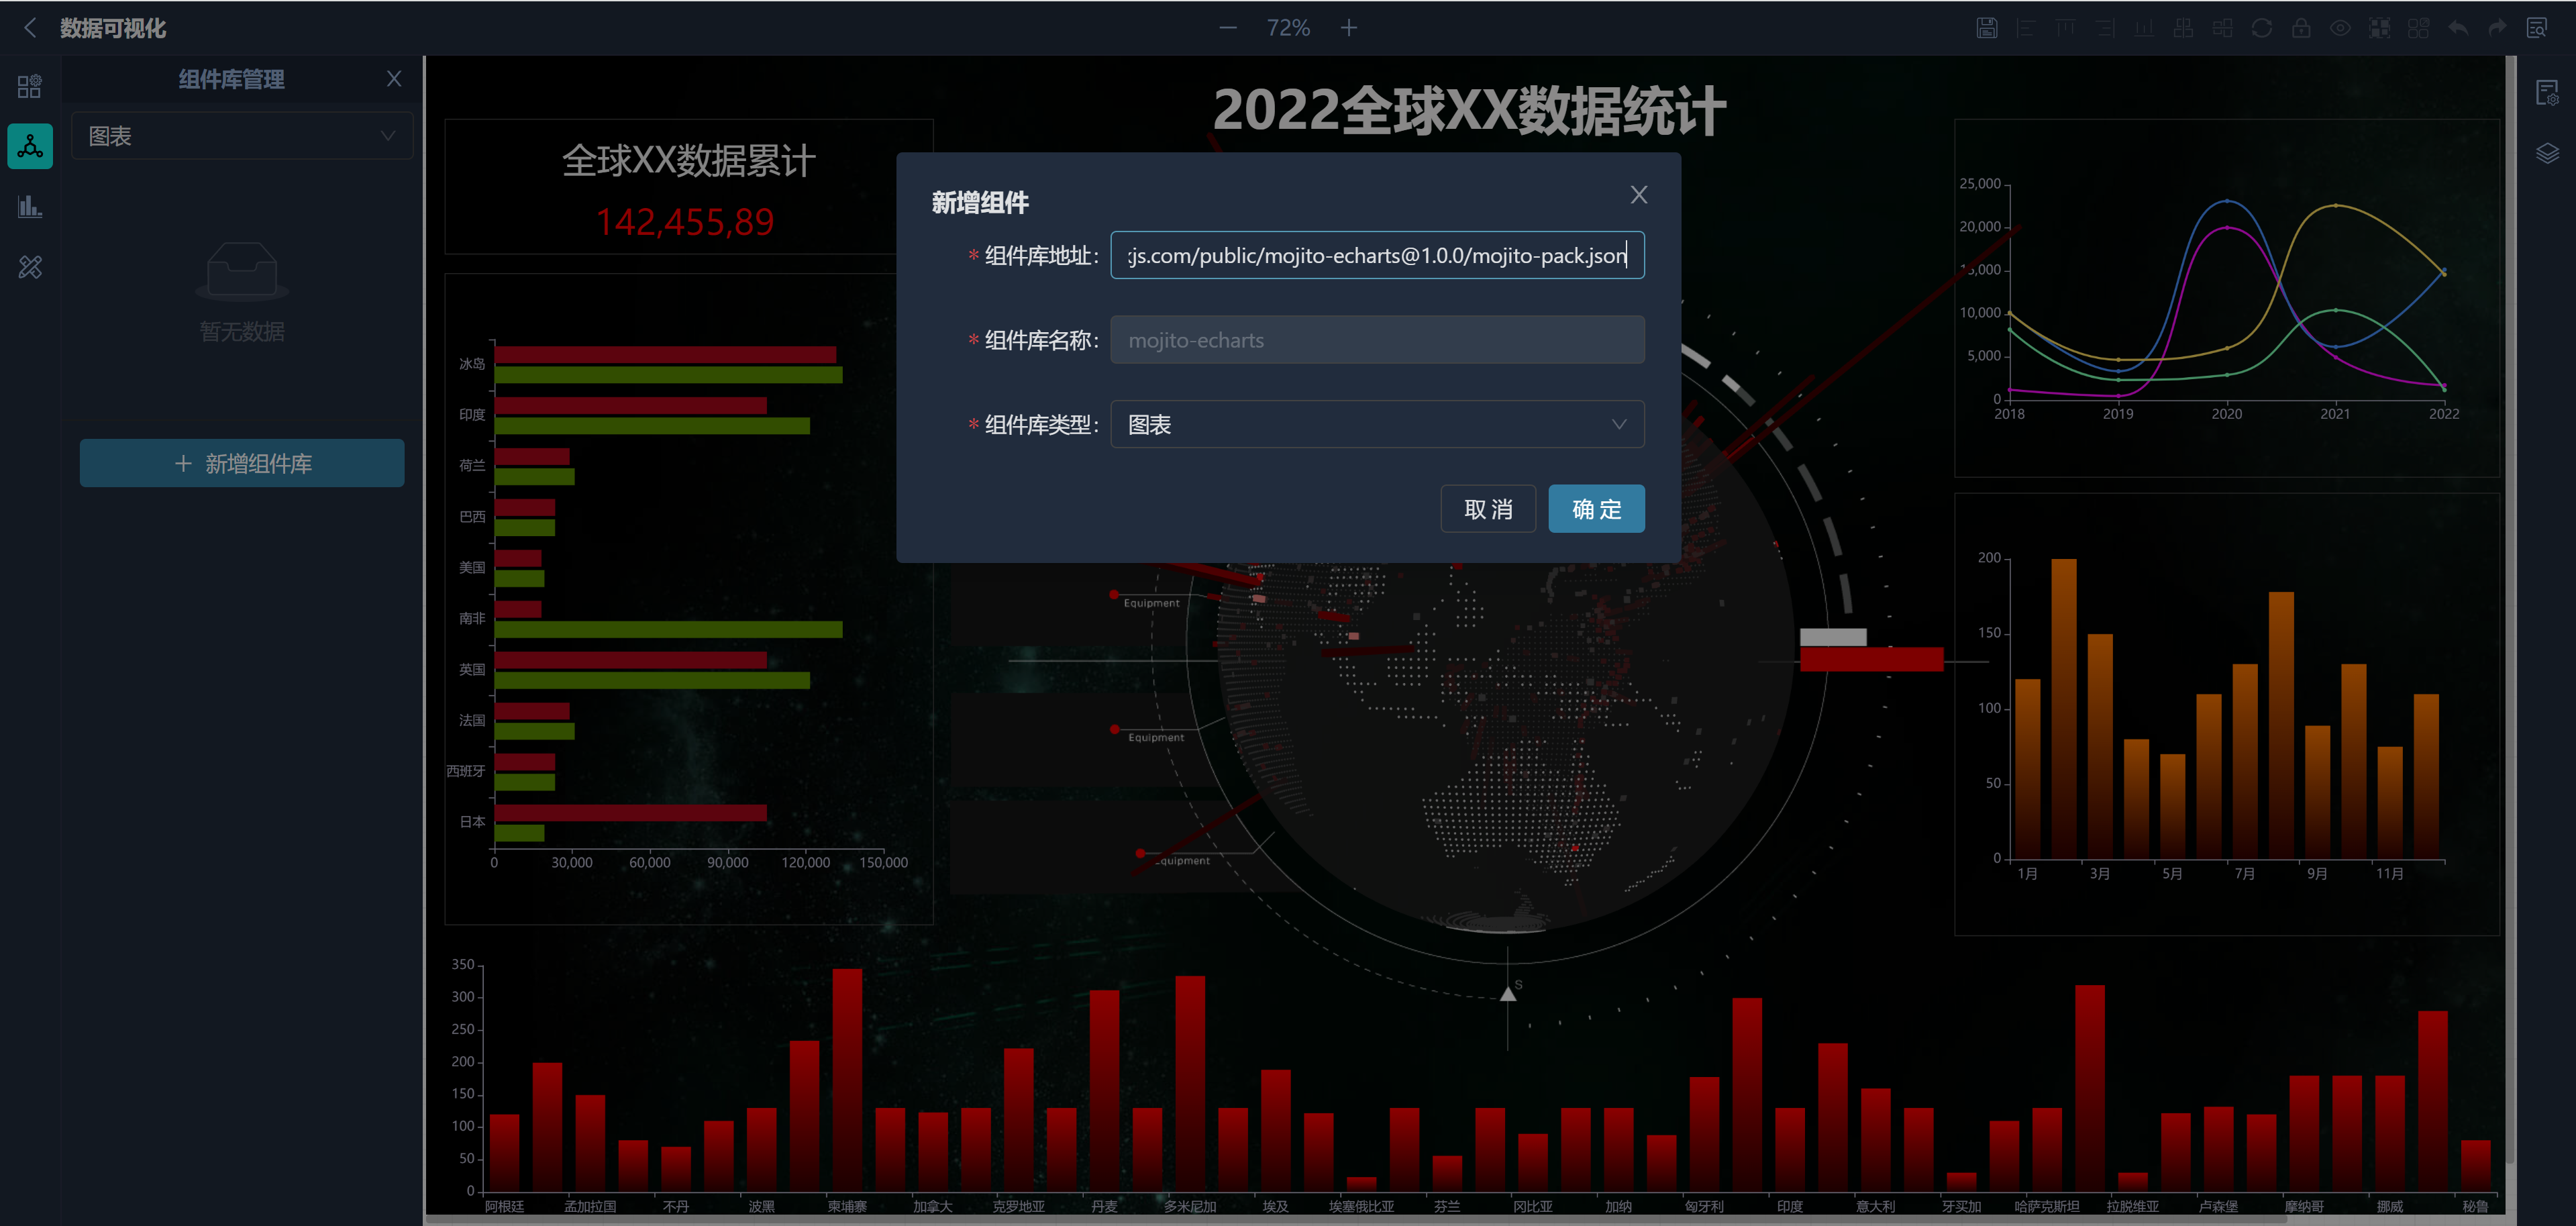 数据可视化
72%
组件库管理
图表
暂无数据
新增组件库
2022全球XX数据统计
全球XX数据累计
142,455,89
新增组件
* 组件库地址:
js.com/public/mojito-echarts@1.0.0/mojito-pack.json
* 组件库名称:
mojito-echarts
* 组件库类型:
图表
取 消
确 定
冰岛
印度
荷兰
巴西
美国
南非
英国
法国
西班牙
日本
0 30,000 60,000 90,000 120,000 150,000
Equipment
Equipment
Equipment
S
25,000
20,000
15,000
10,000
5,000
0
2018 2019 2020 2021 2022
200
150
100
50
0
1月 3月 5月 7月 9月 11月
350
300
250
200
150
100
50
0
阿根廷 孟加拉国 不丹 波黑 柬埔寨 加拿大 克罗地亚 丹麦 多米尼加 埃及 埃塞俄比亚 芬兰 冈比亚 加纳 匈牙利 印度 意大利 牙买加 哈萨克斯坦 拉脱维亚 卢森堡 摩纳哥 挪威 秘鲁